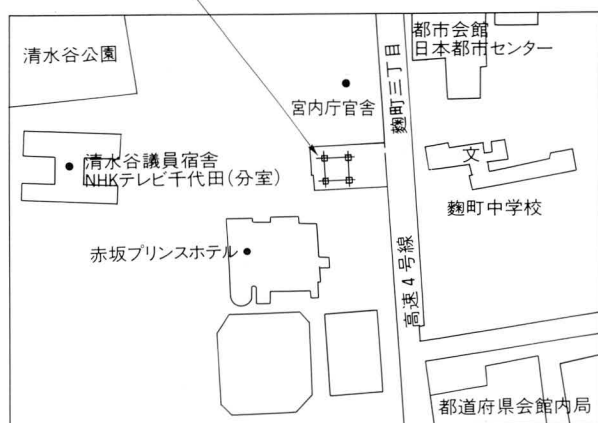 清水谷公園
都市会館
日本都市センター
宮内庁官舎
麴町三丁目
清水谷議員宿舎
NHKテレビ千代田(分室)
文
麴町中学校
赤坂プリンスホテル
高速4号線
都道府県会館内局